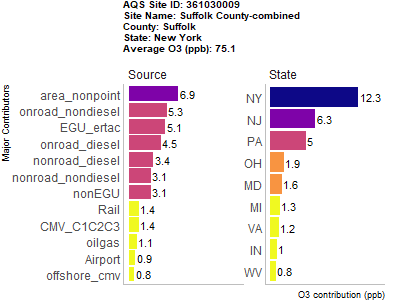 AQS Site ID: 361030009
Site Name: Suffolk County-combined
County: Suffolk
State: New York
Average O3 (ppb): 75.1
Major Contributors
Source
area_nonpoint 6.9
onroad_nondiesel 5.3
EGU_ertac 5.1
onroad_diesel 4.5
nonroad_diesel 3.4
nonroad_nondiesel 3.1
nonEGU 3.1
Rail 1.4
CMV_C1C2C3 1.4
oilgas 1.1
Airport 0.9
offshore_cmv 0.8
State
NY 12.3
NJ 6.3
PA 5
OH 1.9
MD 1.6
MI 1.3
VA 1.2
IN 1
WV 0.8
O3 contribution (ppb)